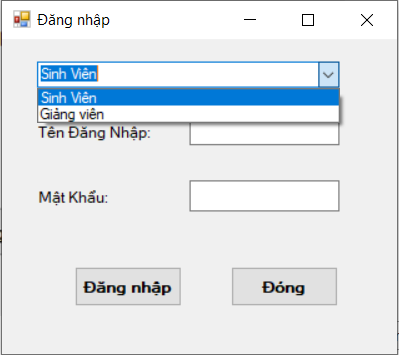 Đăng nhập
Sinh Viên
Sinh Viên
Giảng viên
Tên Đăng Nhập:
Mật Khẩu:
Đăng nhập
Đóng